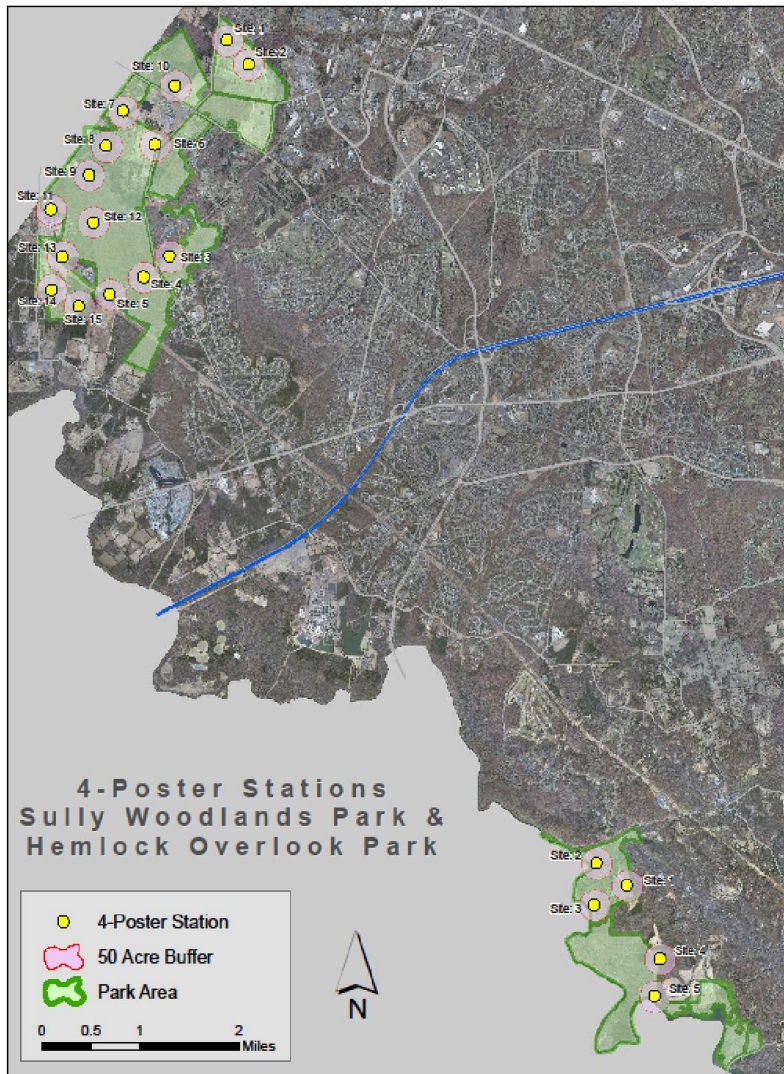 Site: 1
Site: 2
Site: 10
Site: 7
Site: 8
Site: 6
Site: 9
Site: 11
Site: 12
Site: 13
Site: 3
Site: 4
Site: 14
Site: 5
Site: 15
4-Poster Stations
Sully Woodlands Park &
Hemlock Overlook Park
Site: 2
Site: 1
Site: 3
Site: 4
Site: 5
4-Poster Station
50 Acre Buffer
Park Area
0 0.5 1 2
Miles
N